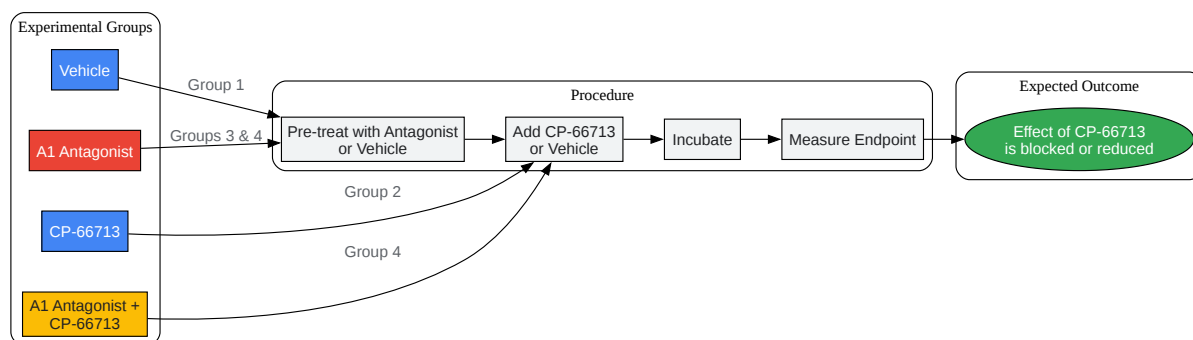 Experimental Groups
Vehicle
A1 Antagonist
CP-66713
A1 Antagonist +
CP-66713
Group 1
Groups 3 & 4
Group 2
Group 4
Procedure
Pre-treat with Antagonist
or Vehicle
Add CP-66713
or Vehicle
Incubate
Measure Endpoint
Expected Outcome
Effect of CP-66713
is blocked or reduced